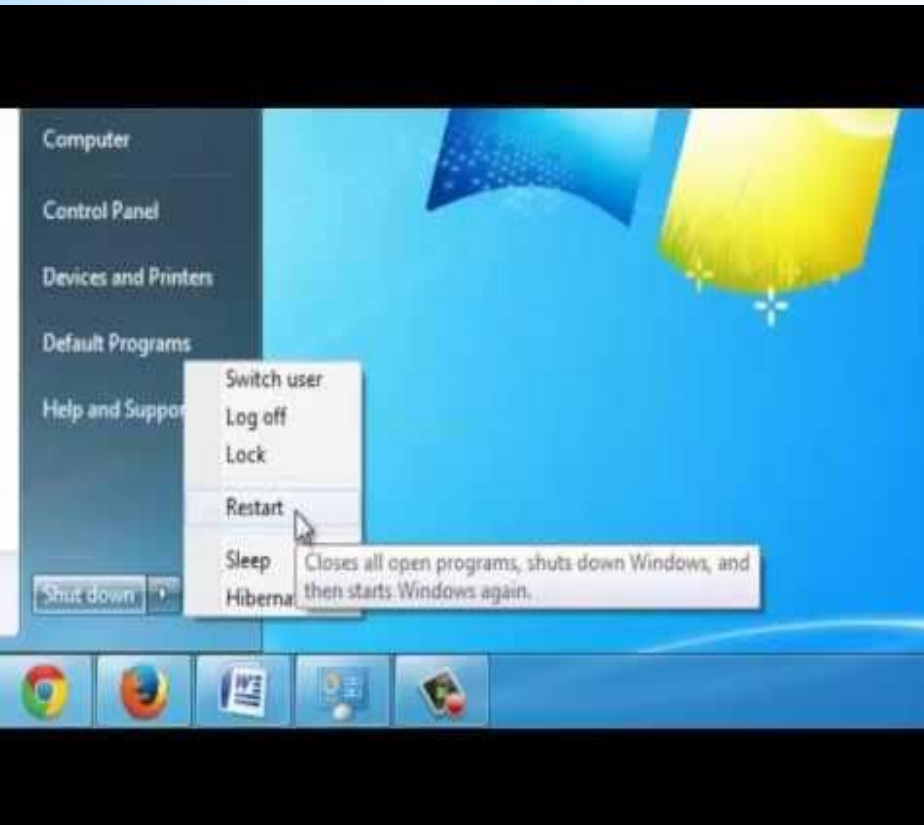 Computer
Control Panel
Devices and Printers
Default Programs
Help and Suppor
Switch user
Log off
Lock
Restart
Sleep
Hiberna
Closes all open programs, shuts down Windows, and
then starts Windows again.
Shut down
W